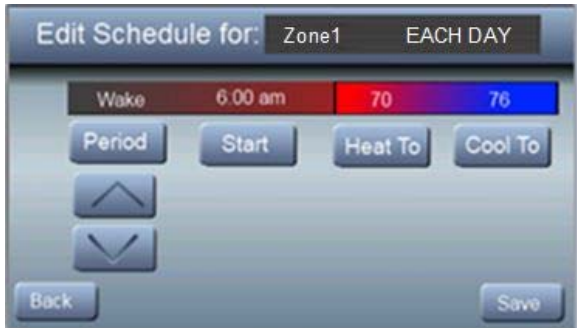 Edit Schedule for: Zone1 EACH DAY
Wake 6:00 am 70 76
Period Start Heat To Cool To
Back Save